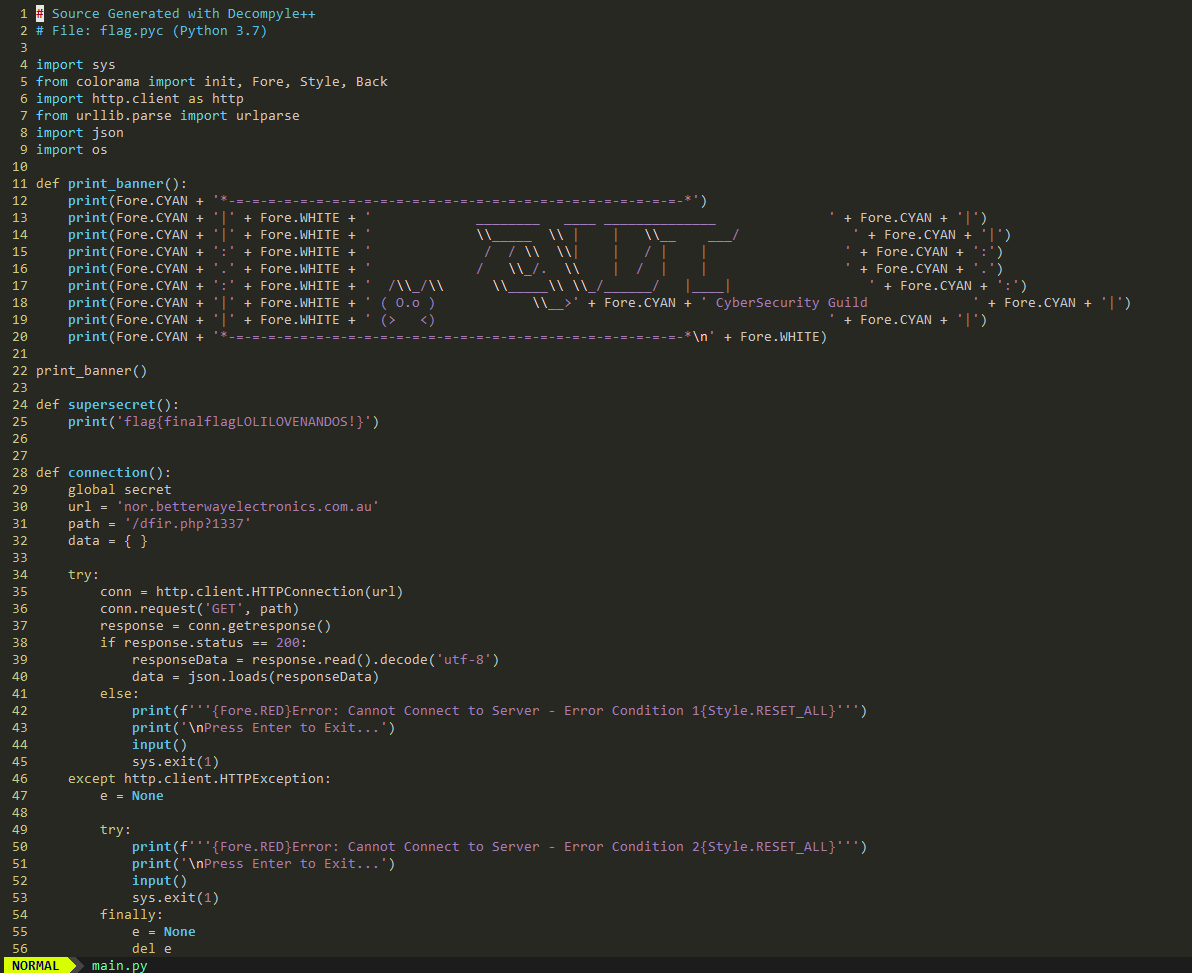 1 # Source Generated with Decompyle++
2 # File: flag.pyc (Python 3.7)
3
4 import sys
5 from colorama import init, Fore, Style, Back
6 import http.client as http
7 from urllib.parse import urlparse
8 import json
9 import os
10
11 def print_banner():
12     print(Fore.CYAN + '*-=-=-=-=-=-=-=-=-=-=-=-=-=-=-=-=-=-=-=-=-=-=-=-=-=-=-=-=-*')
13     print(Fore.CYAN + '|' + Fore.WHITE + '             ________   ____ ______________              ' + Fore.CYAN + '|')
14     print(Fore.CYAN + '|' + Fore.WHITE + '             \\_____  \\ |    |   \\__    ___/              ' + Fore.CYAN + '|')
15     print(Fore.CYAN + ':' + Fore.WHITE + '              /  / \\  \\|    |   / |    |                 ' + Fore.CYAN + ':')
16     print(Fore.CYAN + '.' + Fore.WHITE + '             /   \\_/.  \\    |  /  |    |                 ' + Fore.CYAN + '.')
17     print(Fore.CYAN + ':' + Fore.WHITE + '  /\\_/\\      \\_____\\ \\_/______/   |____|                 ' + Fore.CYAN + ':')
18     print(Fore.CYAN + '|' + Fore.WHITE + ' ( O.o )            \\__>' + Fore.CYAN + ' CyberSecurity Guild             ' + Fore.CYAN + '|')
19     print(Fore.CYAN + '|' + Fore.WHITE + ' (>   <)                                                 ' + Fore.CYAN + '|')
20     print(Fore.CYAN + '*-=-=-=-=-=-=-=-=-=-=-=-=-=-=-=-=-=-=-=-=-=-=-=-=-=-=-=-=-*\n' + Fore.WHITE)
21
22 print_banner()
23
24 def supersecret():
25     print('flag{finalflagLOLILOVENANDOS!}')
26
27
28 def connection():
29     global secret
30     url = 'nor.betterwayelectronics.com.au'
31     path = '/dfir.php?1337'
32     data = { }
33
34     try:
35         conn = http.client.HTTPConnection(url)
36         conn.request('GET', path)
37         response = conn.getresponse()
38         if response.status == 200:
39             responseData = response.read().decode('utf-8')
40             data = json.loads(responseData)
41         else:
42             print(f'''{Fore.RED}Error: Cannot Connect to Server - Error Condition 1{Style.RESET_ALL}''')
43             print('\nPress Enter to Exit...')
44             input()
45             sys.exit(1)
46     except http.client.HTTPException:
47         e = None
48
49         try:
50             print(f'''{Fore.RED}Error: Cannot Connect to Server - Error Condition 2{Style.RESET_ALL}''')
51             print('\nPress Enter to Exit...')
52             input()
53             sys.exit(1)
54         finally:
55             e = None
56             del e
NORMAL main.py